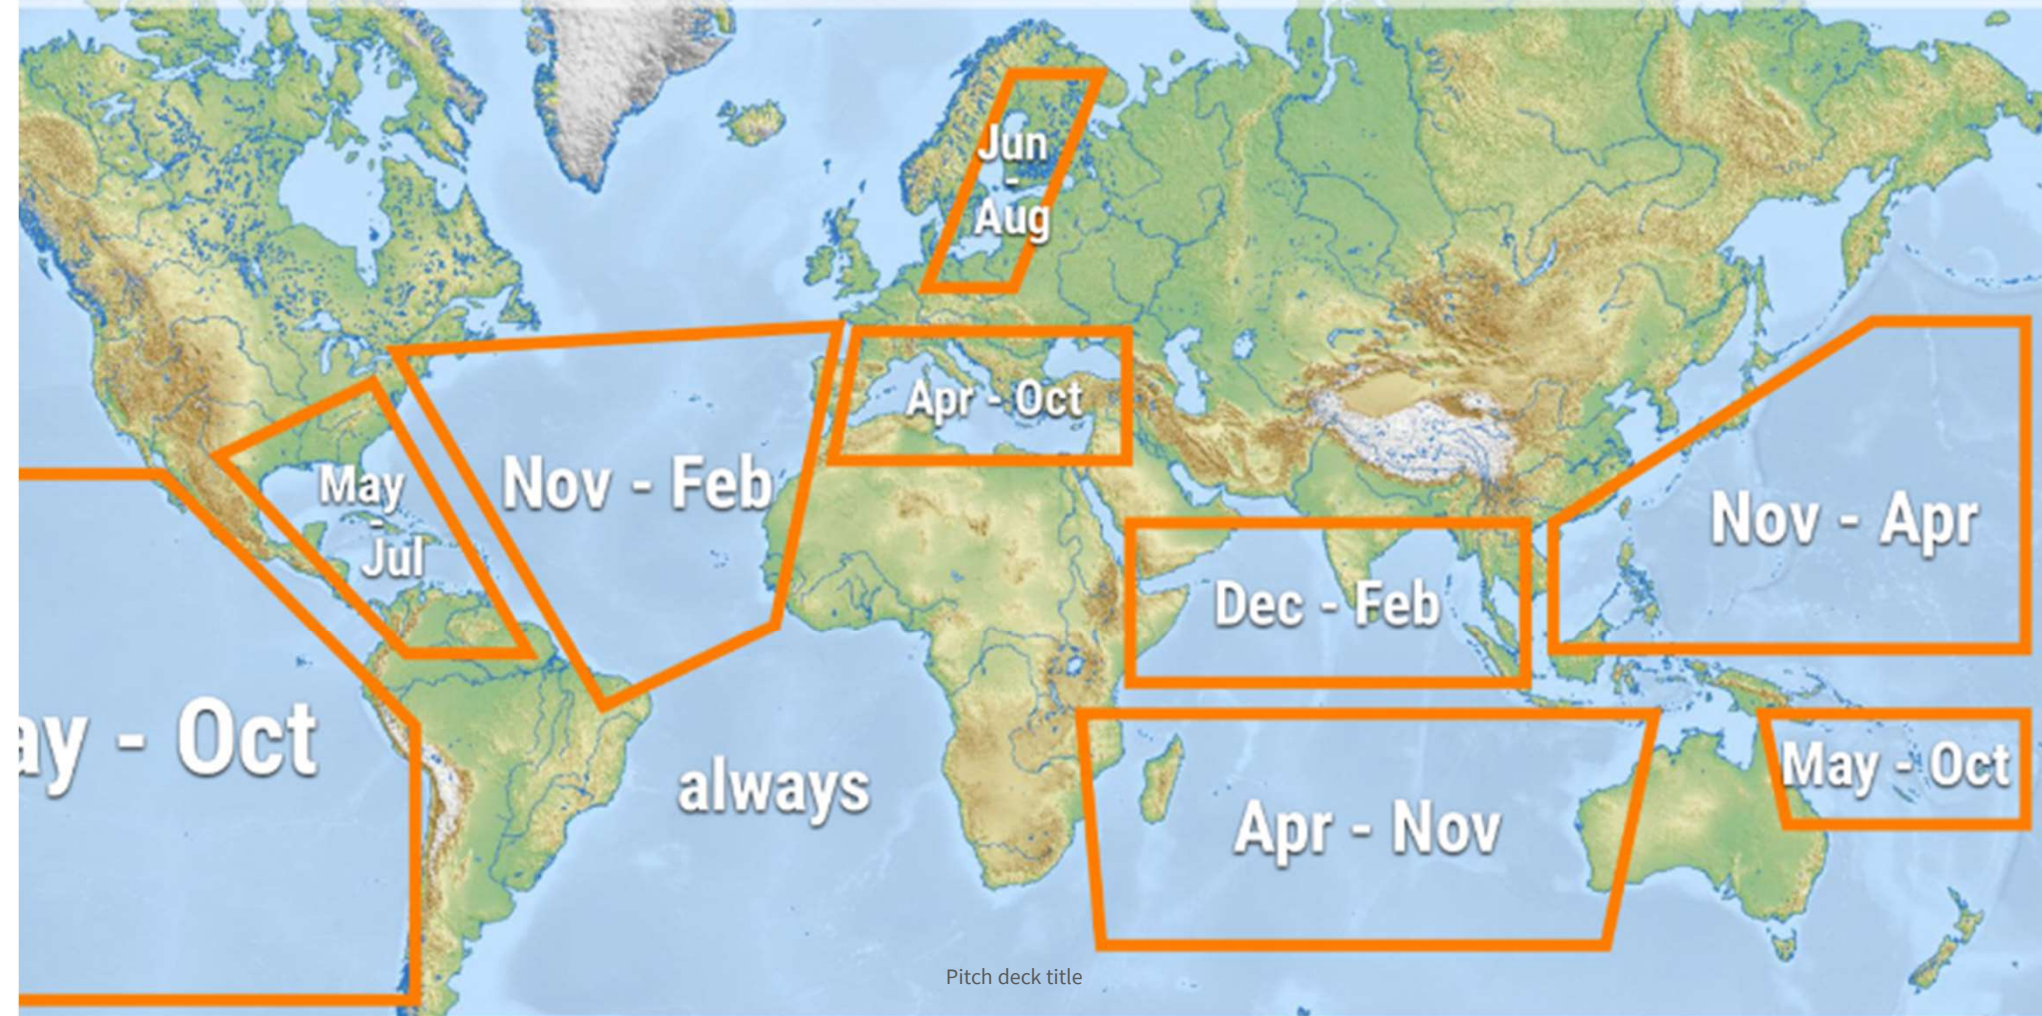 Jun
-
Aug
Apr - Oct
Nov - Feb
May
-
Jul
Nov - Apr
Dec - Feb
ay - Oct
always
May - Oct
Apr - Nov
Pitch deck title